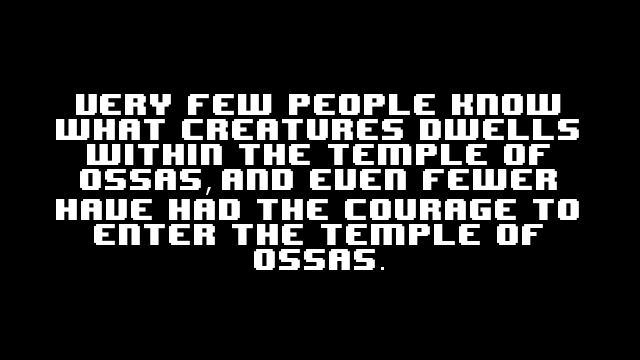 VERY FEW PEOPLE KNOW
WHAT CREATURES DWELLS
WITHIN THE TEMPLE OF
OSSAS, AND EVEN FEWER
HAVE HAD THE COURAGE TO
ENTER THE TEMPLE OF
OSSAS.